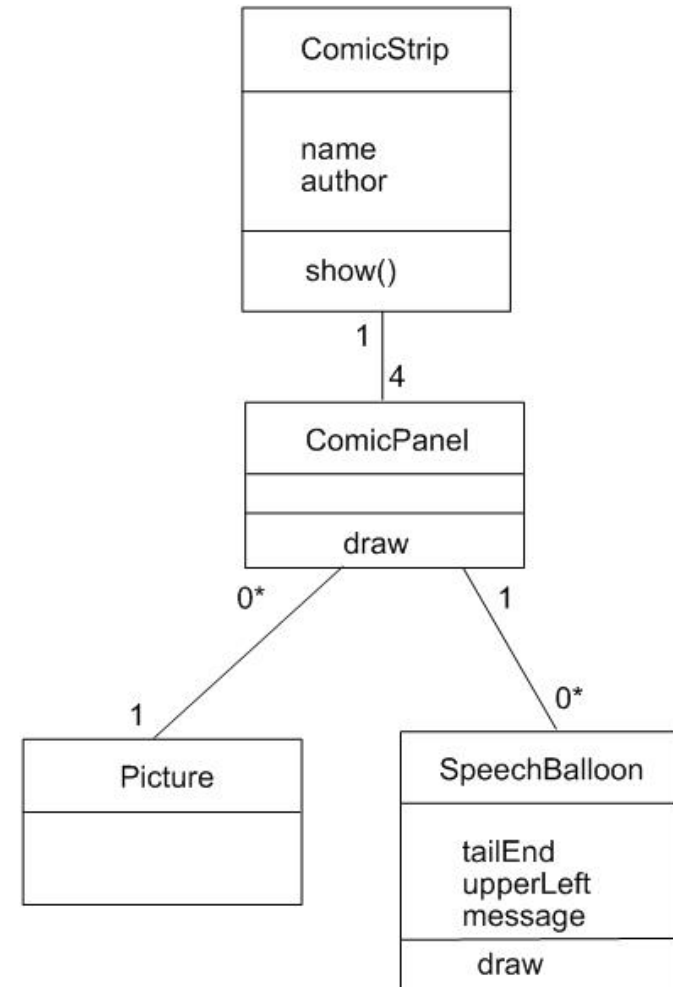 ComicStrip
name
author
show()
1
4
ComicPanel
draw
0*
1
1
0*
Picture
SpeechBalloon
tailEnd
upperLeft
message
draw